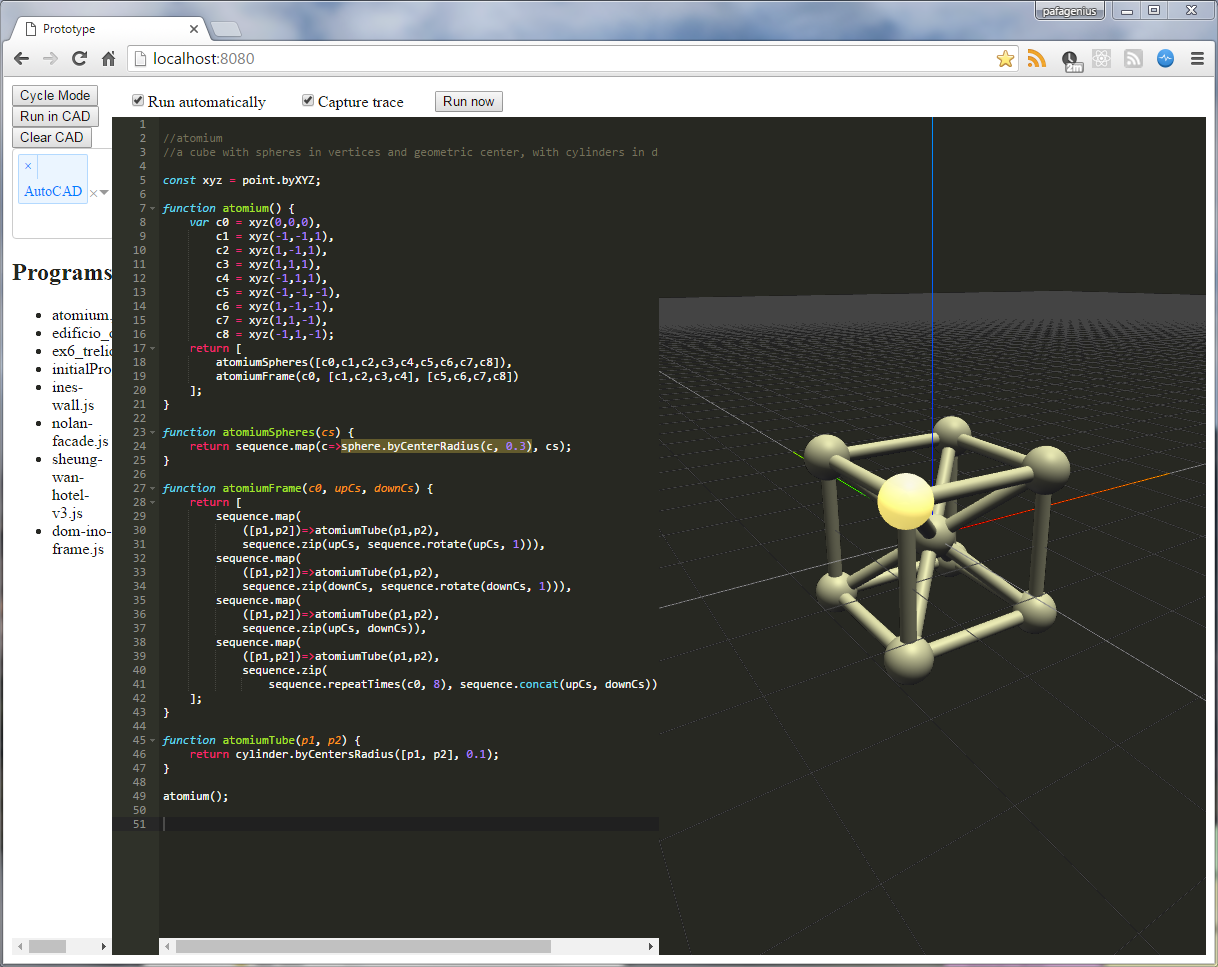 pafagenius
Prototype
localhost:8080
2m
Cycle Mode
Run in CAD
Clear CAD
×
AutoCAD
Programs
atomium.
edificio_c
ex6_trelic
initialPro
ines-
wall.js
nolan-
facade.js
sheung-
wan-
hotel-
v3.js
dom-ino-
frame.js
Run automatically
Capture trace
Run now
1
2 //atomium
3 //a cube with spheres in vertices and geometric center, with cylinders in d
4
5 const xyz = point.byXYZ;
6
7 function atomium() {
8 var c0 = xyz(0,0,0),
9 c1 = xyz(-1,-1,1),
10 c2 = xyz(1,-1,1),
11 c3 = xyz(1,1,1),
12 c4 = xyz(-1,1,1),
13 c5 = xyz(-1,-1,-1),
14 c6 = xyz(1,-1,-1),
15 c7 = xyz(1,1,-1),
16 c8 = xyz(-1,1,-1);
17 return [
18 atomiumSpheres([c0,c1,c2,c3,c4,c5,c6,c7,c8]),
19 atomiumFrame(c0, [c1,c2,c3,c4], [c5,c6,c7,c8])
20 ];
21 }
22
23 function atomiumSpheres(cs) {
24 return sequence.map(c=>sphere.byCenterRadius(c, 0.3), cs);
25 }
26
27 function atomiumFrame(c0, upCs, downCs) {
28 return [
29 sequence.map(
30 ([p1,p2])=>atomiumTube(p1,p2),
31 sequence.zip(upCs, sequence.rotate(upCs, 1))),
32 sequence.map(
33 ([p1,p2])=>atomiumTube(p1,p2),
34 sequence.zip(downCs, sequence.rotate(downCs, 1))),
35 sequence.map(
36 ([p1,p2])=>atomiumTube(p1,p2),
37 sequence.zip(upCs, downCs)),
38 sequence.map(
39 ([p1,p2])=>atomiumTube(p1,p2),
40 sequence.zip(
41 sequence.repeatTimes(c0, 8), sequence.concat(upCs, downCs))
42 ];
43 }
44
45 function atomiumTube(p1, p2) {
46 return cylinder.byCentersRadius([p1, p2], 0.1);
47 }
48
49 atomium();
50
51